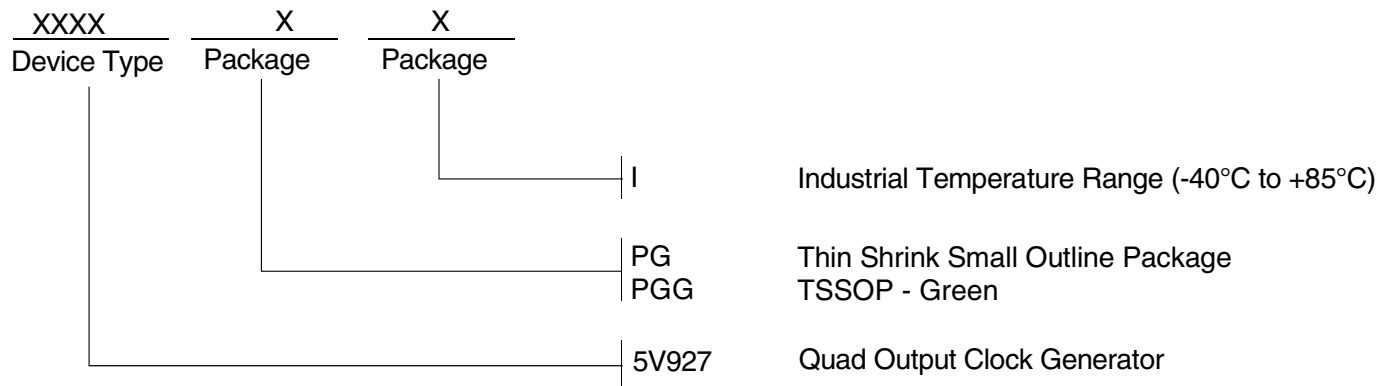 XXXX X X
Device Type Package Package
I Industrial Temperature Range (-40°C to +85°C)
PG Thin Shrink Small Outline Package
PGG TSSOP - Green
5V927 Quad Output Clock Generator